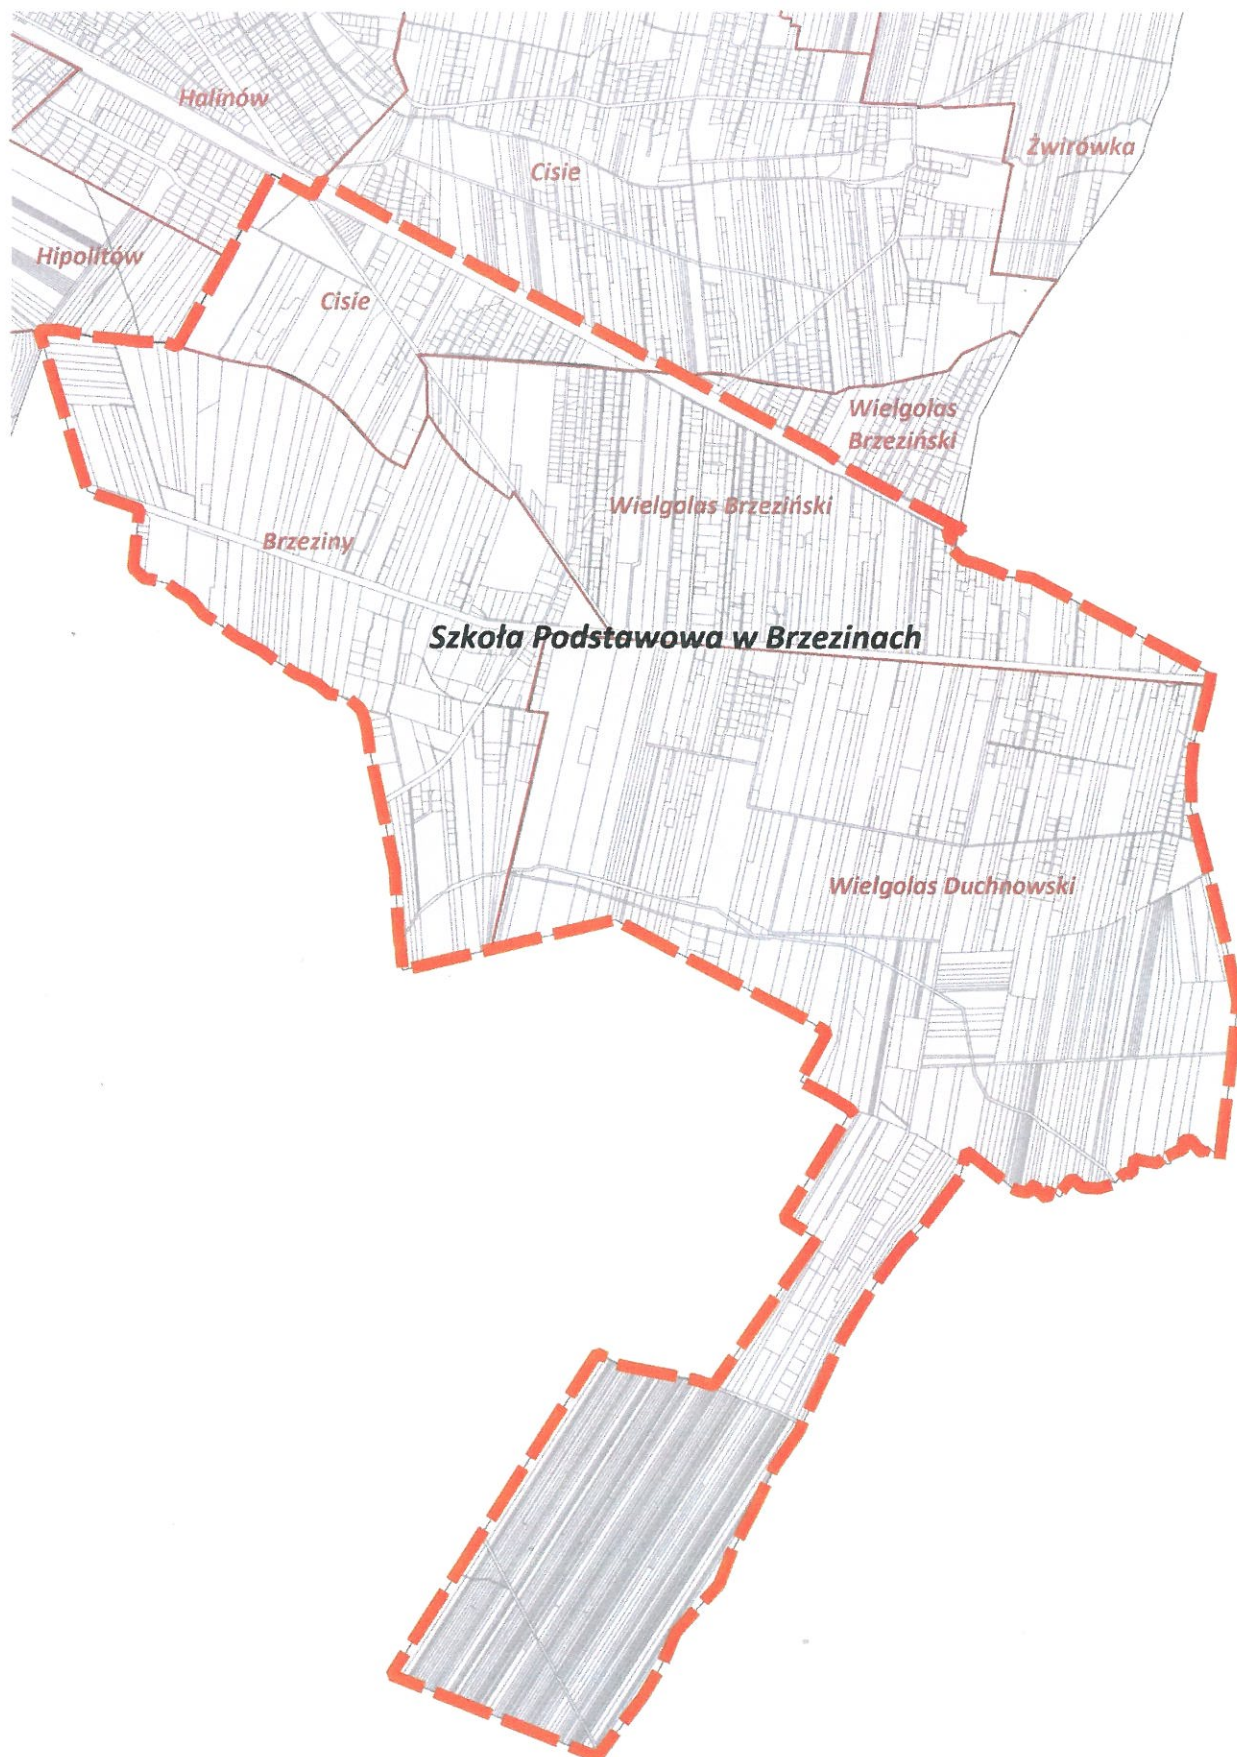 Halinów
Żwirówka
Cisie
Hipolitów
Cisie
Wielgolas
Brzeziński
Wielgolas Brzeziński
Brzeziny
Szkoła Podstawowa w Brzezinach
Wielgolas Duchnowski